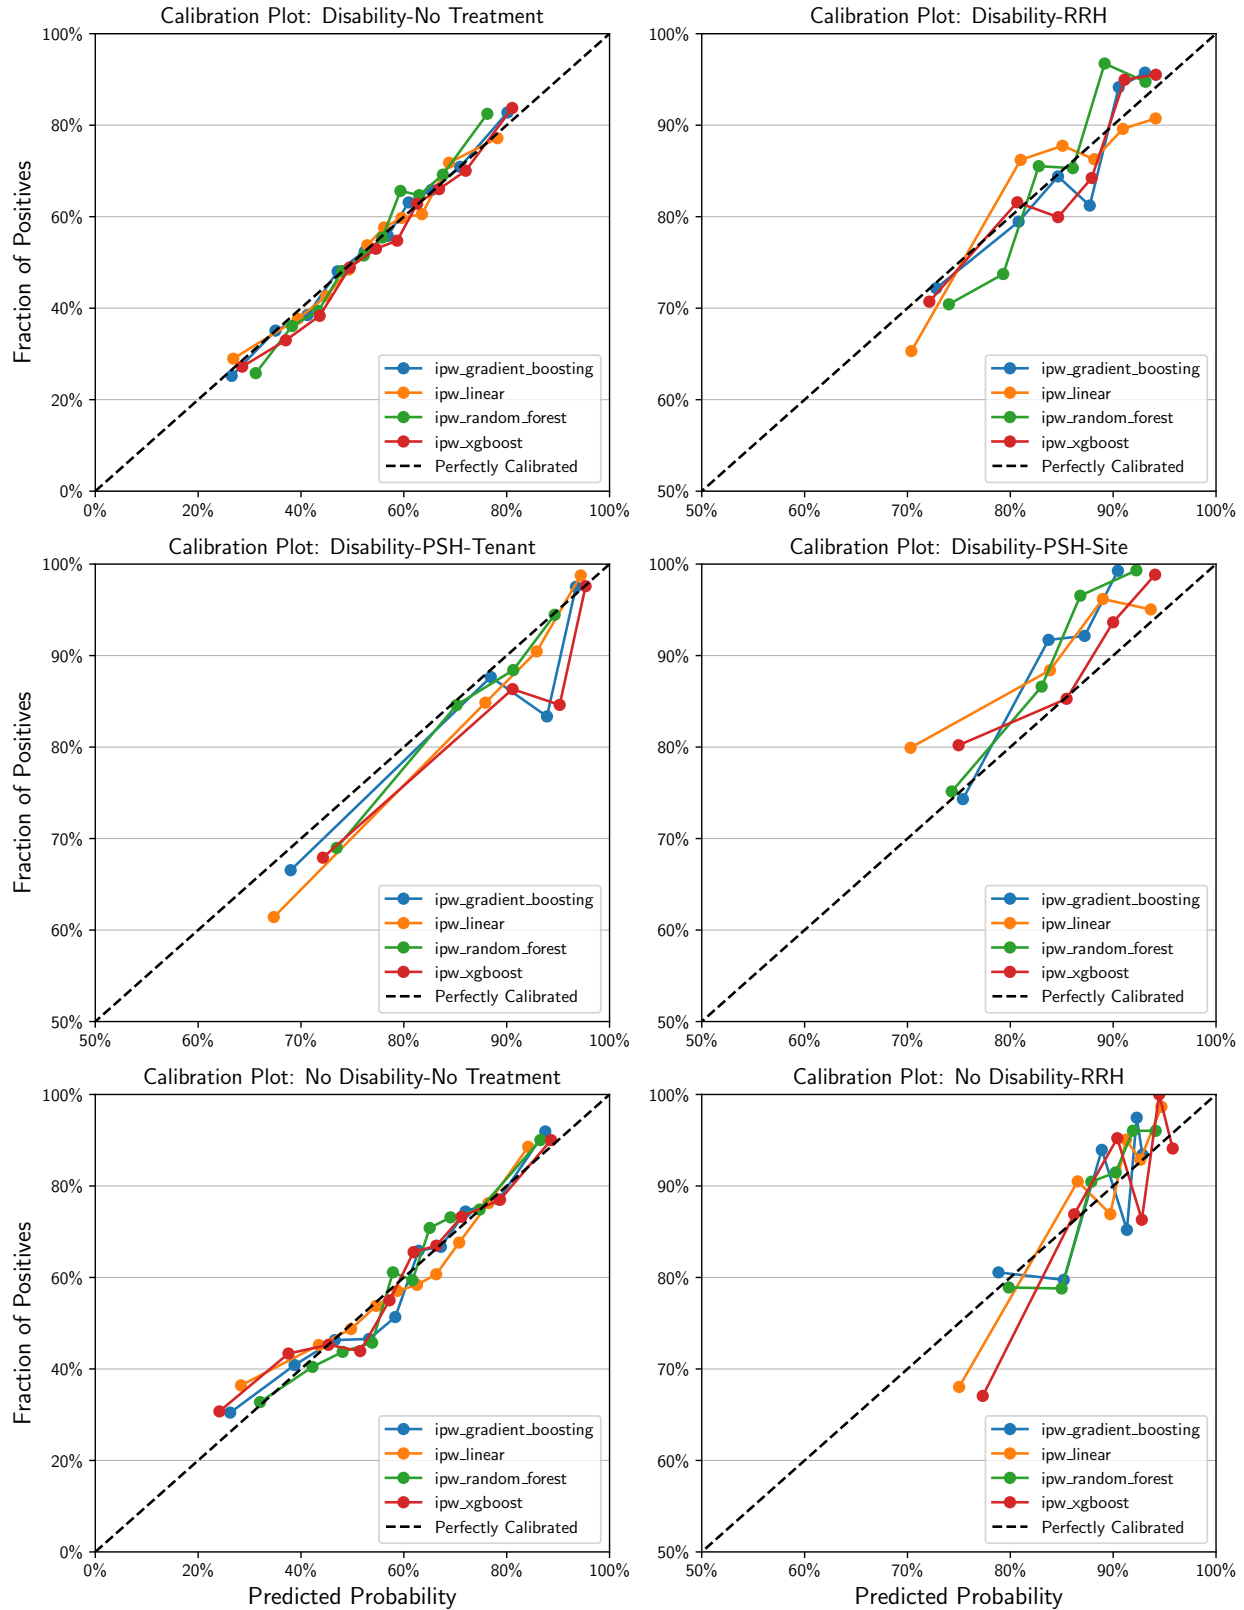 Calibration Plot: Disability-No Treatment
100%
80%
60%
40%
20%
0%
Fraction of Positives
ipw_gradient_boosting
ipw_linear
ipw_random_forest
ipw_xgboost
Perfectly Calibrated
0% 20% 40% 60% 80% 100%
Calibration Plot: Disability-RRH
100%
90%
80%
70%
60%
50%
ipw_gradient_boosting
ipw_linear
ipw_random_forest
ipw_xgboost
Perfectly Calibrated
50% 60% 70% 80% 90% 100%
Calibration Plot: Disability-PSH-Tenant
100%
90%
80%
70%
60%
50%
Fraction of Positives
ipw_gradient_boosting
ipw_linear
ipw_random_forest
ipw_xgboost
Perfectly Calibrated
50% 60% 70% 80% 90% 100%
Calibration Plot: Disability-PSH-Site
100%
90%
80%
70%
60%
50%
ipw_gradient_boosting
ipw_linear
ipw_random_forest
ipw_xgboost
Perfectly Calibrated
50% 60% 70% 80% 90% 100%
Calibration Plot: No Disability-No Treatment
100%
80%
60%
40%
20%
0%
Fraction of Positives
ipw_gradient_boosting
ipw_linear
ipw_random_forest
ipw_xgboost
Perfectly Calibrated
0% 20% 40% 60% 80% 100%
Predicted Probability
Calibration Plot: No Disability-RRH
100%
90%
80%
70%
60%
50%
ipw_gradient_boosting
ipw_linear
ipw_random_forest
ipw_xgboost
Perfectly Calibrated
50% 60% 70% 80% 90% 100%
Predicted Probability